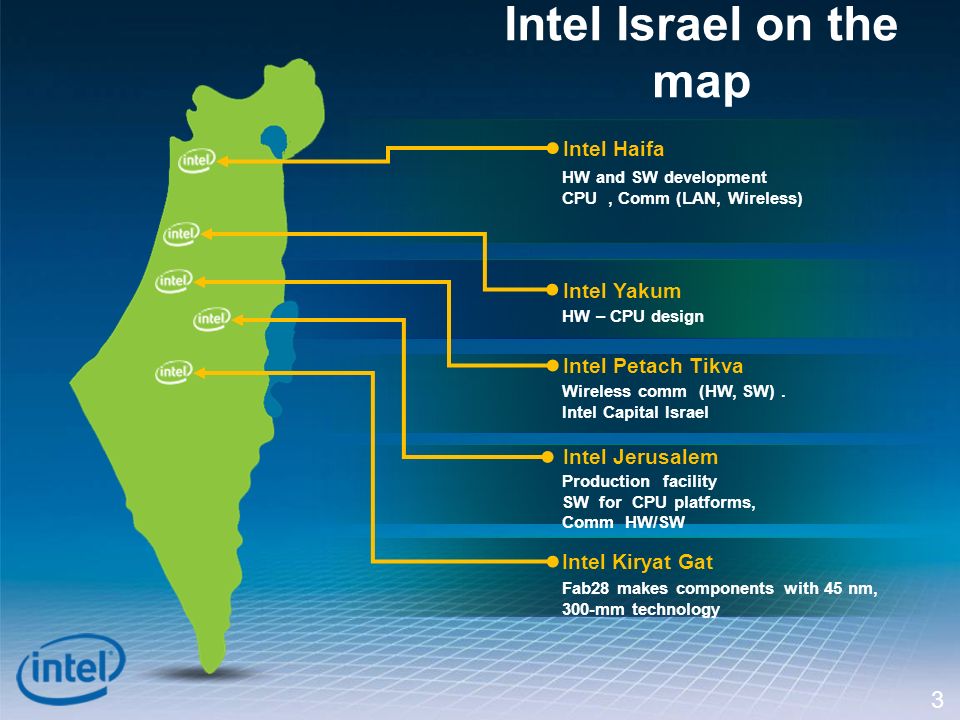 Intel Israel on the
map
intel
Intel Haifa
HW and SW development
CPU , Comm (LAN, Wireless)
intel
Intel Yakum
HW – CPU design
intel
Intel Petach Tikva
Wireless comm (HW, SW) .
Intel Capital Israel
intel
Intel Jerusalem
Production facility
SW for CPU platforms,
Comm HW/SW
intel
Intel Kiryat Gat
Fab28 makes components with 45 nm,
300-mm technology
intel
3